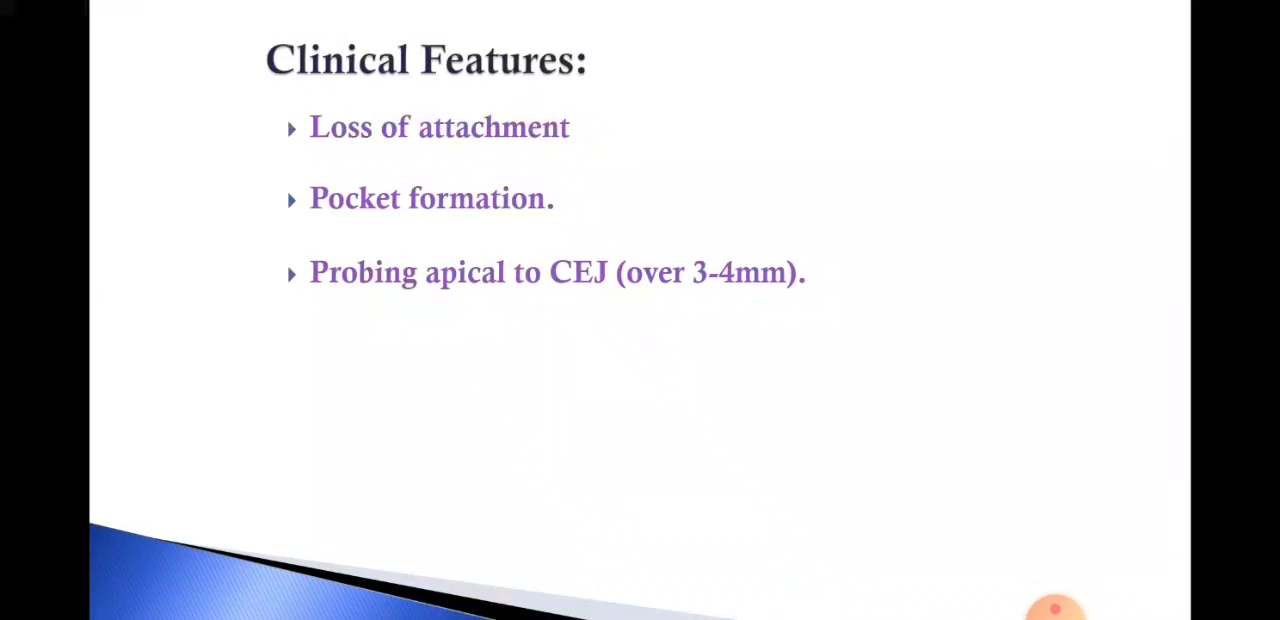 Clinical Features:
Loss of attachment
Pocket formation.
Probing apical to CEJ (over 3-4mm).